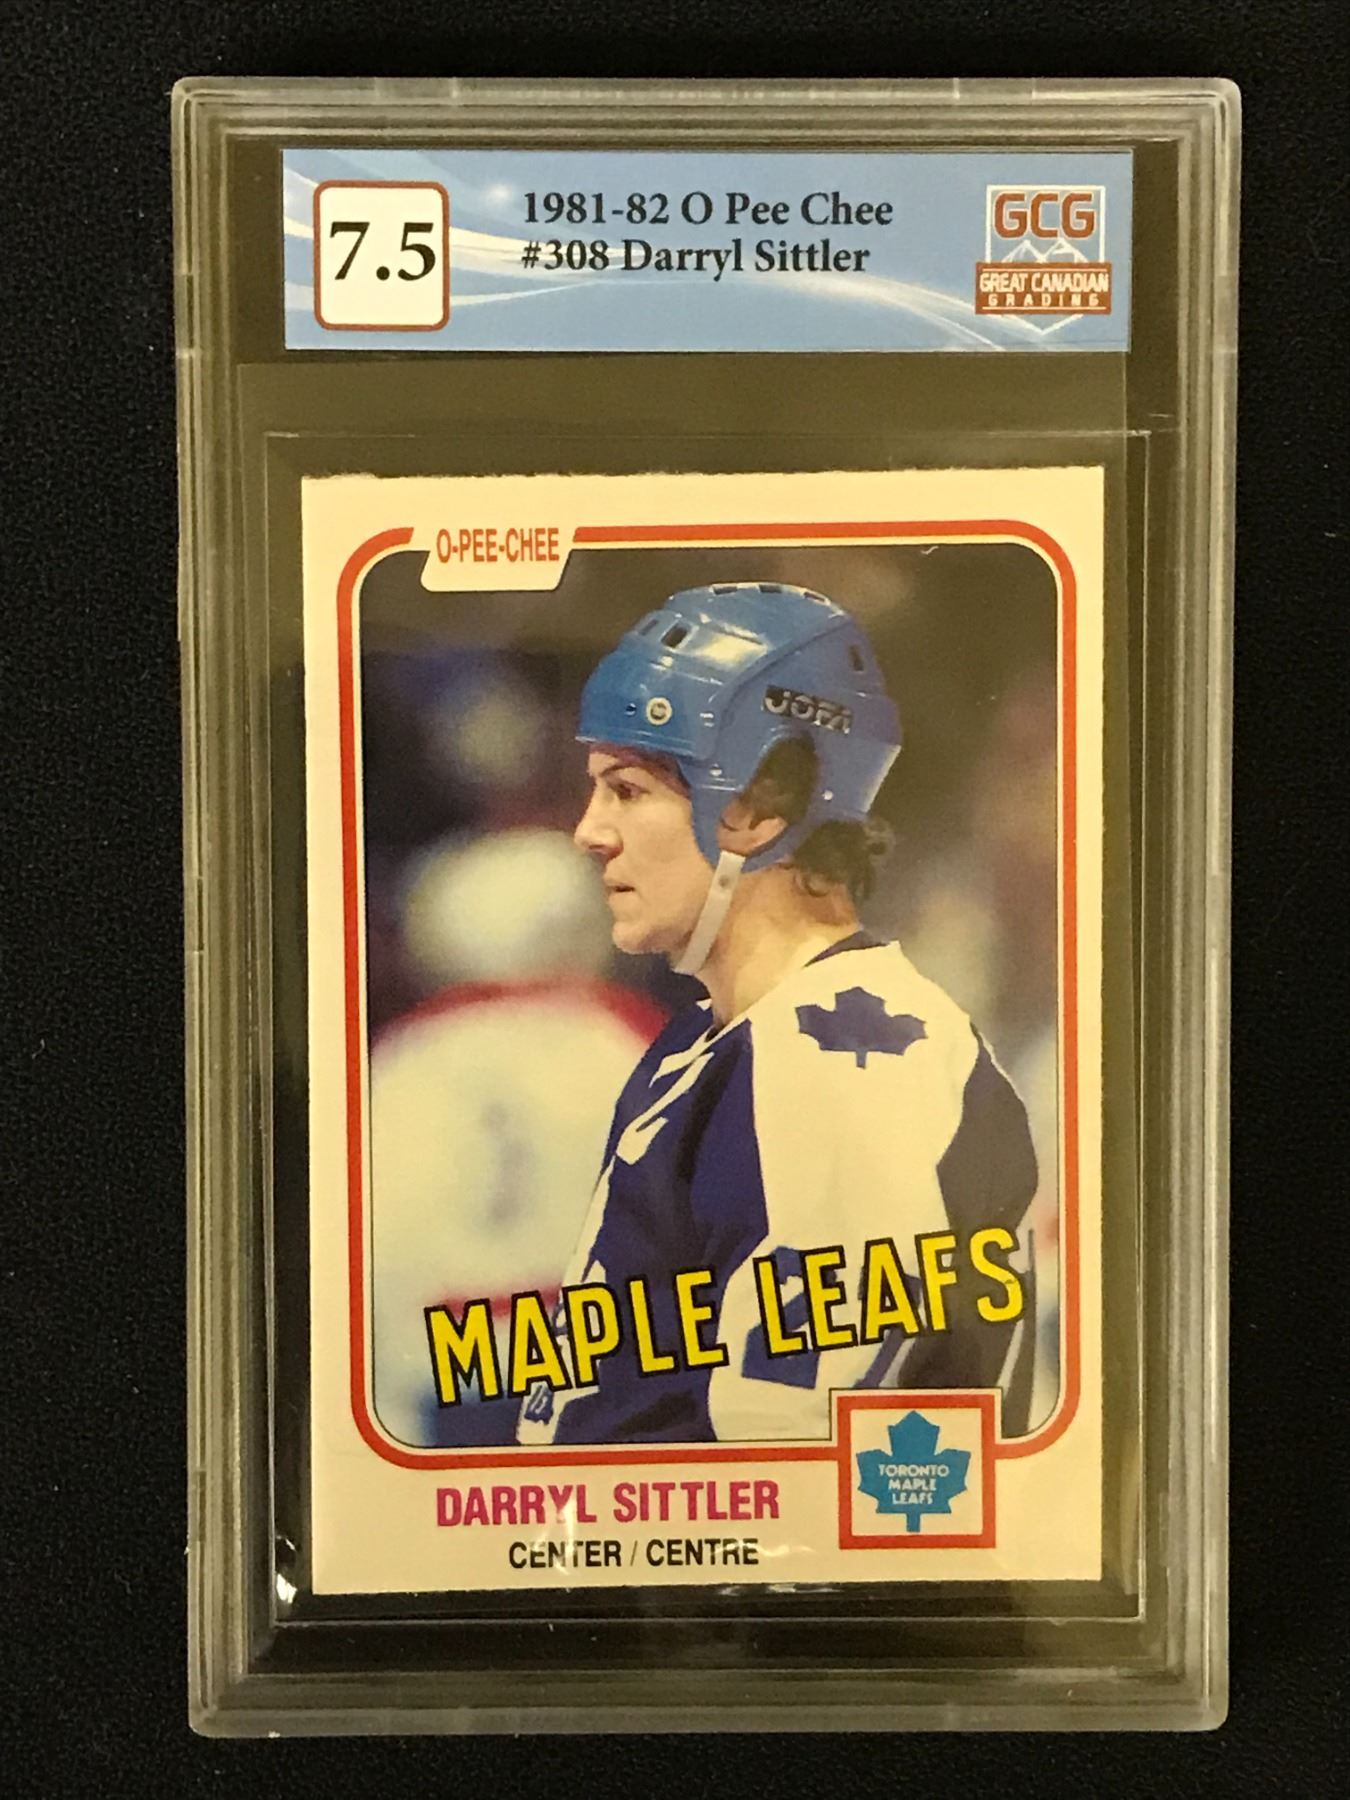 7.5
1981-82 O Pee Chee
#308 Darryl Sittler
GCG
GREAT CANADIAN
GRADING
O-PEE-CHEE
JOFA
MAPLE LEAFS
TORONTO
MAPLE
LEAFS
DARRYL SITTLER
CENTER / CENTRE